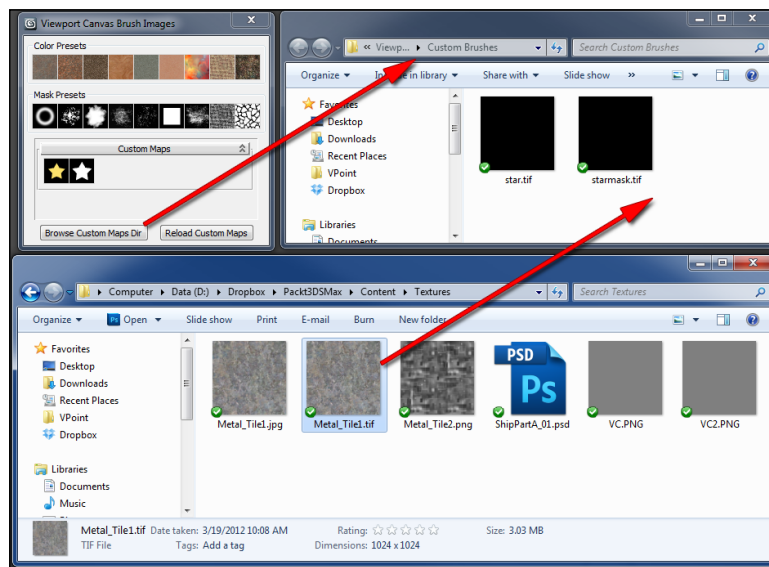 Viewport Canvas Brush Images
Color Presets
Mask Presets
Custom Maps
Browse Custom Maps Dir
Reload Custom Maps
« Viewp... Custom Brushes
Search Custom Brushes
Organize
in library
Share with
Slide show
»
Favorites
Desktop
Downloads
Recent Places
VPoint
Dropbox
Libraries
Documents
star.tif
starmask.tif
Computer Data (D:) Dropbox Packt3DSMax Content Textures
Search Textures
Organize
Ps Open
Slide show
Print
E-mail
Burn
New folder
Favorites
Desktop
Downloads
Recent Places
VPoint
Dropbox
Libraries
Documents
Music
PSD
Ps
Metal_Tile1.jpg
Metal_Tile1.tif
Metal_Tile2.png
ShipPartA_01.psd
VC.PNG
VC2.PNG
Metal_Tile1.tif Date taken: 3/19/2012 10:08 AM Rating: Size: 3.03 MB
TIF File Tags: Add a tag Dimensions: 1024 x 1024